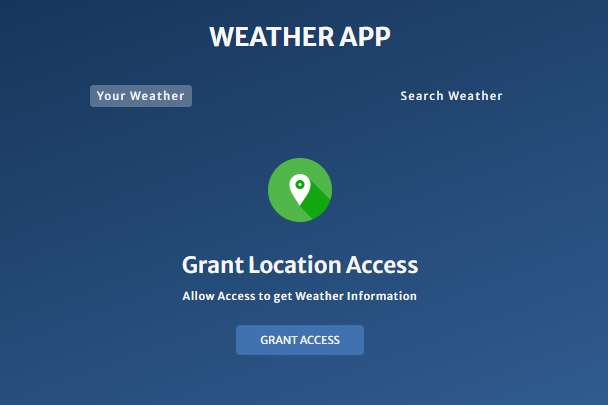 WEATHER APP
Your Weather
Search Weather
Grant Location Access
Allow Access to get Weather Information
GRANT ACCESS